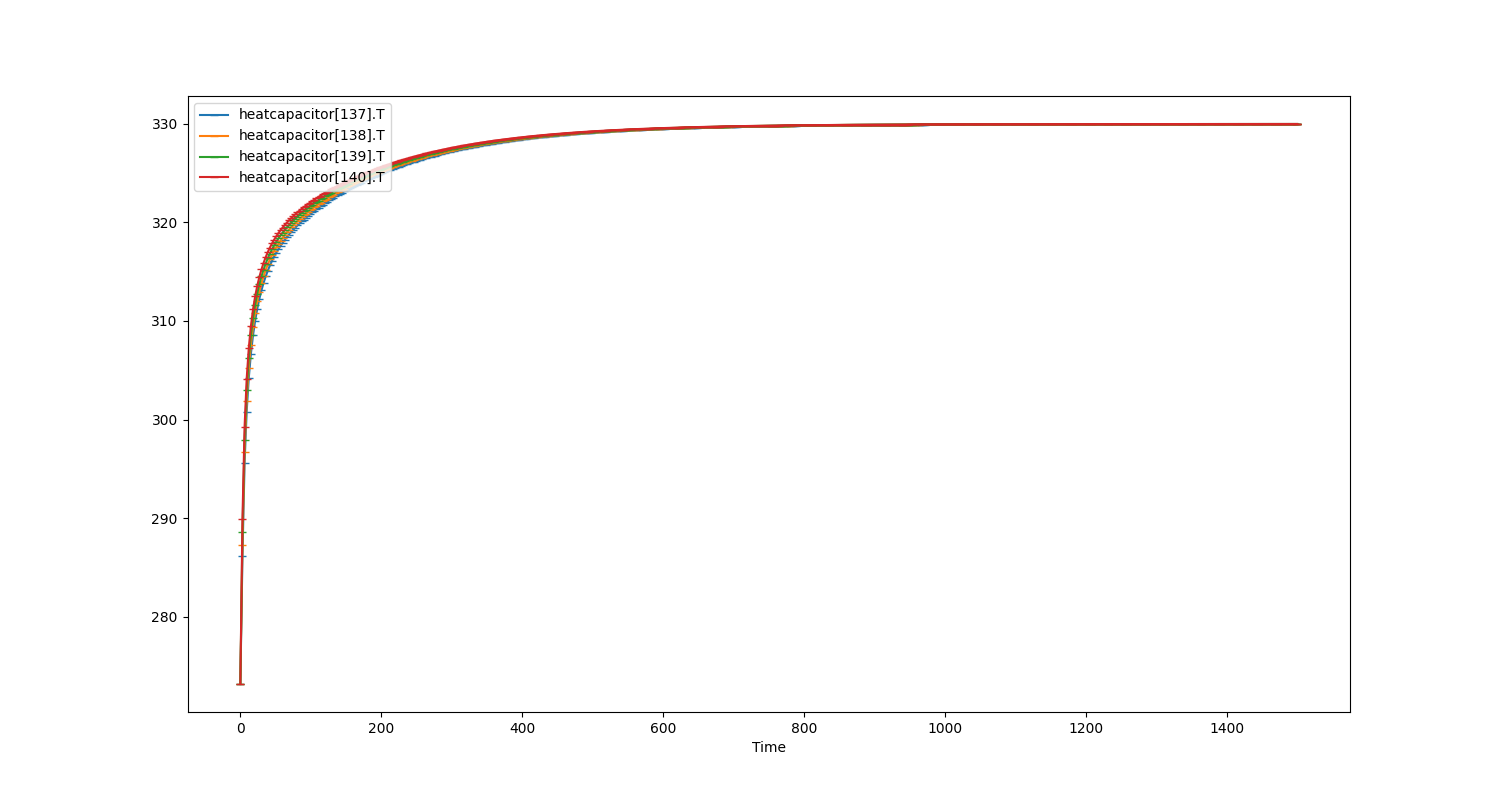 heatcapacitor[137].T
heatcapacitor[138].T
heatcapacitor[139].T
heatcapacitor[140].T
330
320
310
300
290
280
0 200 400 600 800 1000 1200 1400
Time